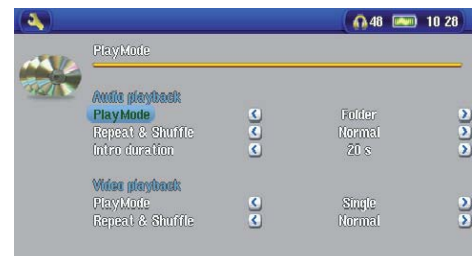 48 10 28
PlayMode
Audio playback
PlayMode Folder
Repeat & Shuffle Normal
Intro duration 20 s
Video playback
PlayMode Single
Repeat & Shuffle Normal